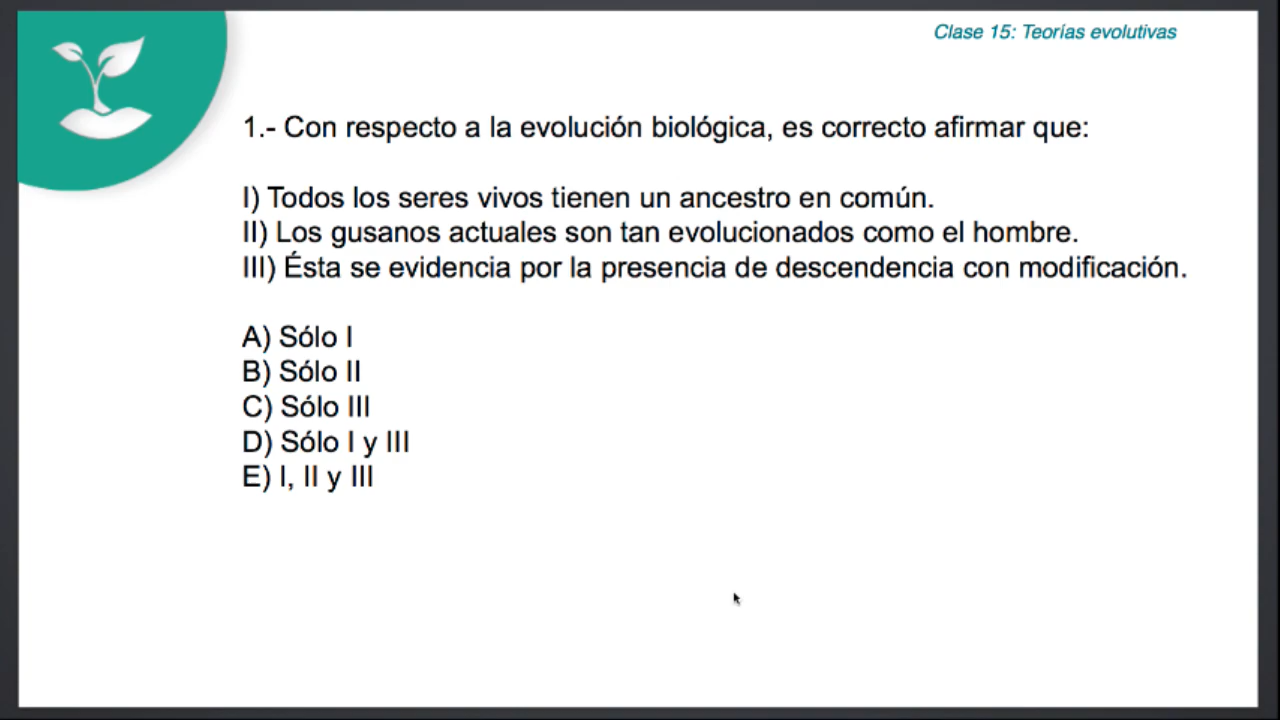 Clase 15: Teorías evolutivas
1.- Con respecto a la evolución biológica, es correcto afirmar que:
I) Todos los seres vivos tienen un ancestro en común.
II) Los gusanos actuales son tan evolucionados como el hombre.
III) Ésta se evidencia por la presencia de descendencia con modificación.
A) Sólo I
B) Sólo II
C) Sólo III
D) Sólo I y III
E) I, II y III